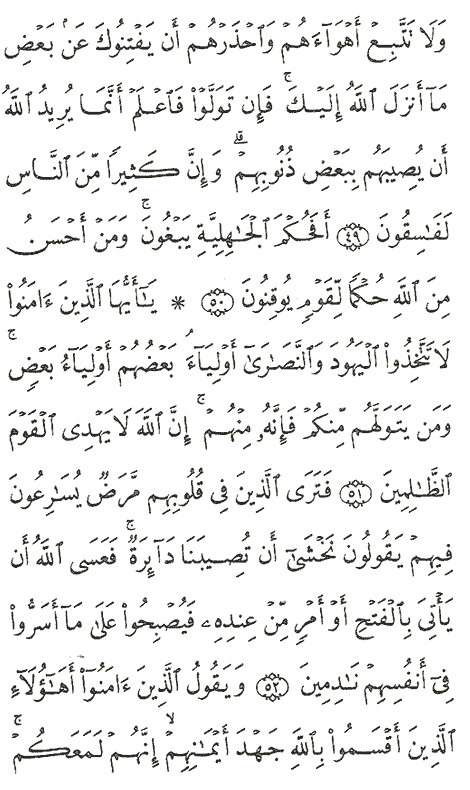 وَلَا تَتَّبِعْ أَهْوَآءَهُمْ وَٱحْذَرْهُمْ أَن يَفْتِنُوكَ عَنۢ بَعْضِ
مَآ أَنزَلَ ٱللَّهُ إِلَيْكَ ۖ فَإِن تَوَلَّوْا۟ فَٱعْلَمْ أَنَّمَا يُرِيدُ ٱللَّهُ
أَن يُصِيبَهُم بِبَعْضِ ذُنُوبِهِمْ ۗ وَإِنَّ كَثِيرًا مِّنَ ٱلنَّاسِ
لَفَـٰسِقُونَ ﴿٤٩﴾ أَفَحُكْمَ ٱلْجَـٰهِلِيَّةِ يَبْغُونَ ۚ وَمَنْ أَحْسَنُ
مِنَ ٱللَّهِ حُكْمًا لِّقَوْمٍ يُوقِنُونَ ﴿٥٠﴾ * يَـٰٓأَيُّهَا ٱلَّذِينَ ءَامَنُوا۟
لَا تَتَّخِذُوا۟ ٱلْيَهُودَ وَٱلنَّصَـٰرَىٰٓ أَوْلِيَآءَ ۘ بَعْضُهُمْ أَوْلِيَآءُ بَعْضٍ ۚ
وَمَن يَتَوَلَّهُم مِّنكُمْ فَإِنَّهُۥ مِنْهُمْ ۗ إِنَّ ٱللَّهَ لَا يَهْدِى ٱلْقَوْمَ
ٱلظَّـٰلِمِينَ ﴿٥١﴾ فَتَرَى ٱلَّذِينَ فِى قُلُوبِهِم مَّرَضٌ يُسَـٰرِعُونَ
فِيهِمْ يَقُولُونَ نَخْشَىٰٓ أَن تُصِيبَنَا دَآئِرَةٌ ۚ فَعَسَى ٱللَّهُ أَن
يَأْتِىَ بِٱلْفَتْحِ أَوْ أَمْرٍ مِّنْ عِندِهِۦ فَيُصْبِحُوا۟ عَلَىٰ مَآ أَسَرُّوا۟
فِىٓ أَنفُسِهِمْ نَـٰدِمِينَ ﴿٥٢﴾ وَيَقُولُ ٱلَّذِينَ ءَامَنُوٓا۟ أَهَـٰٓؤُلَآءِ
ٱلَّذِينَ أَقْسَمُوا۟ بِٱللَّهِ جَهْدَ أَيْمَـٰنِهِمْ ۙ إِنَّهُمْ لَمَعَكُمْ ۚ